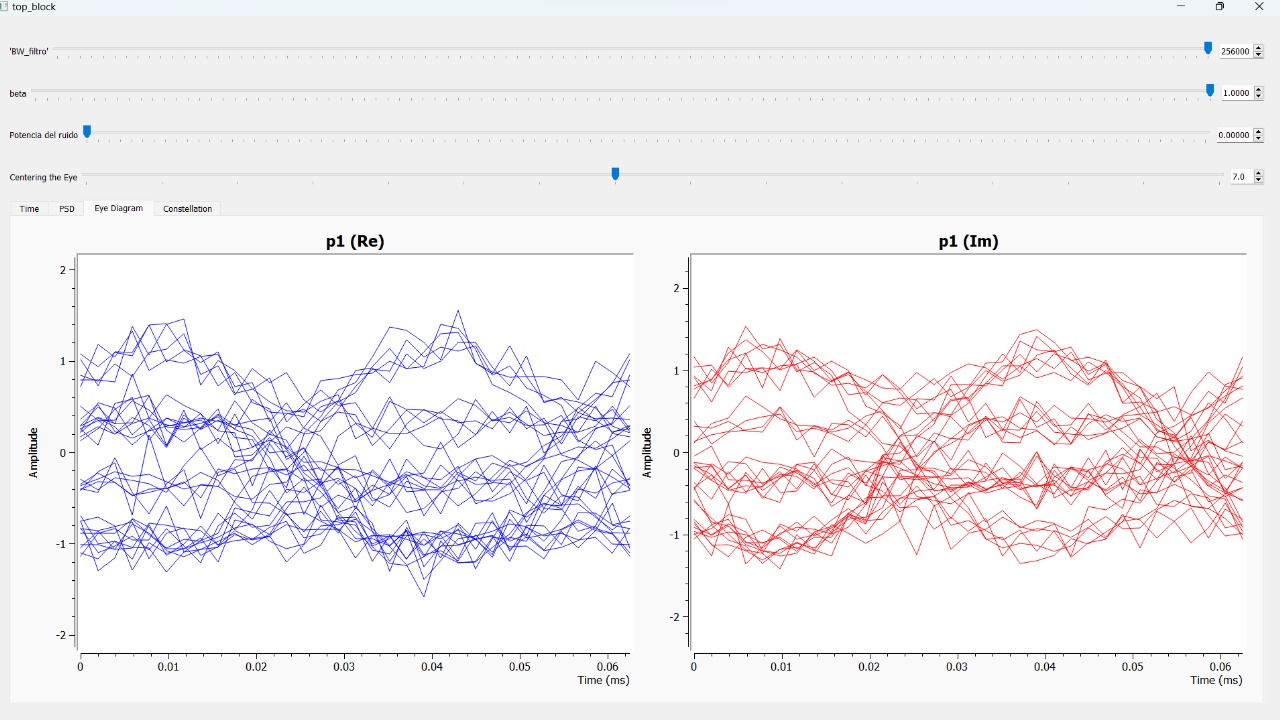 top_block
'BW_filtro' 256000
beta 1.0000
Potencia del ruido 0.00000
Centering the Eye 7.0
Time PSD Eye Diagram Constellation
p1 (Re)
Amplitude
2
1
0
-1
-2
0 0.01 0.02 0.03 0.04 0.05 0.06
Time (ms)
p1 (Im)
Amplitude
2
1
0
-1
-2
0 0.01 0.02 0.03 0.04 0.05 0.06
Time (ms)